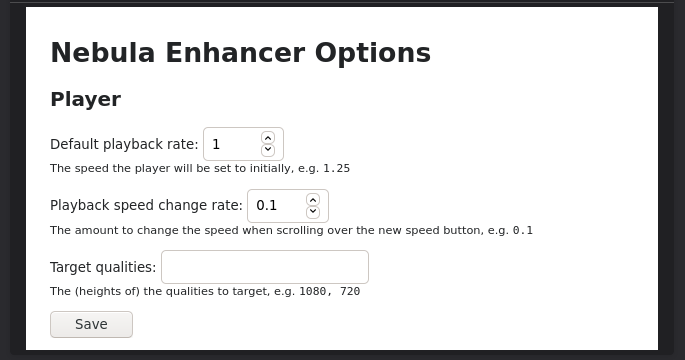 Nebula Enhancer Options
Player
Default playback rate: 1
The speed the player will be set to initially, e.g. 1.25
Playback speed change rate: 0.1
The amount to change the speed when scrolling over the new speed button, e.g. 0.1
Target qualities:
The (heights of) the qualities to target, e.g. 1080, 720
Save